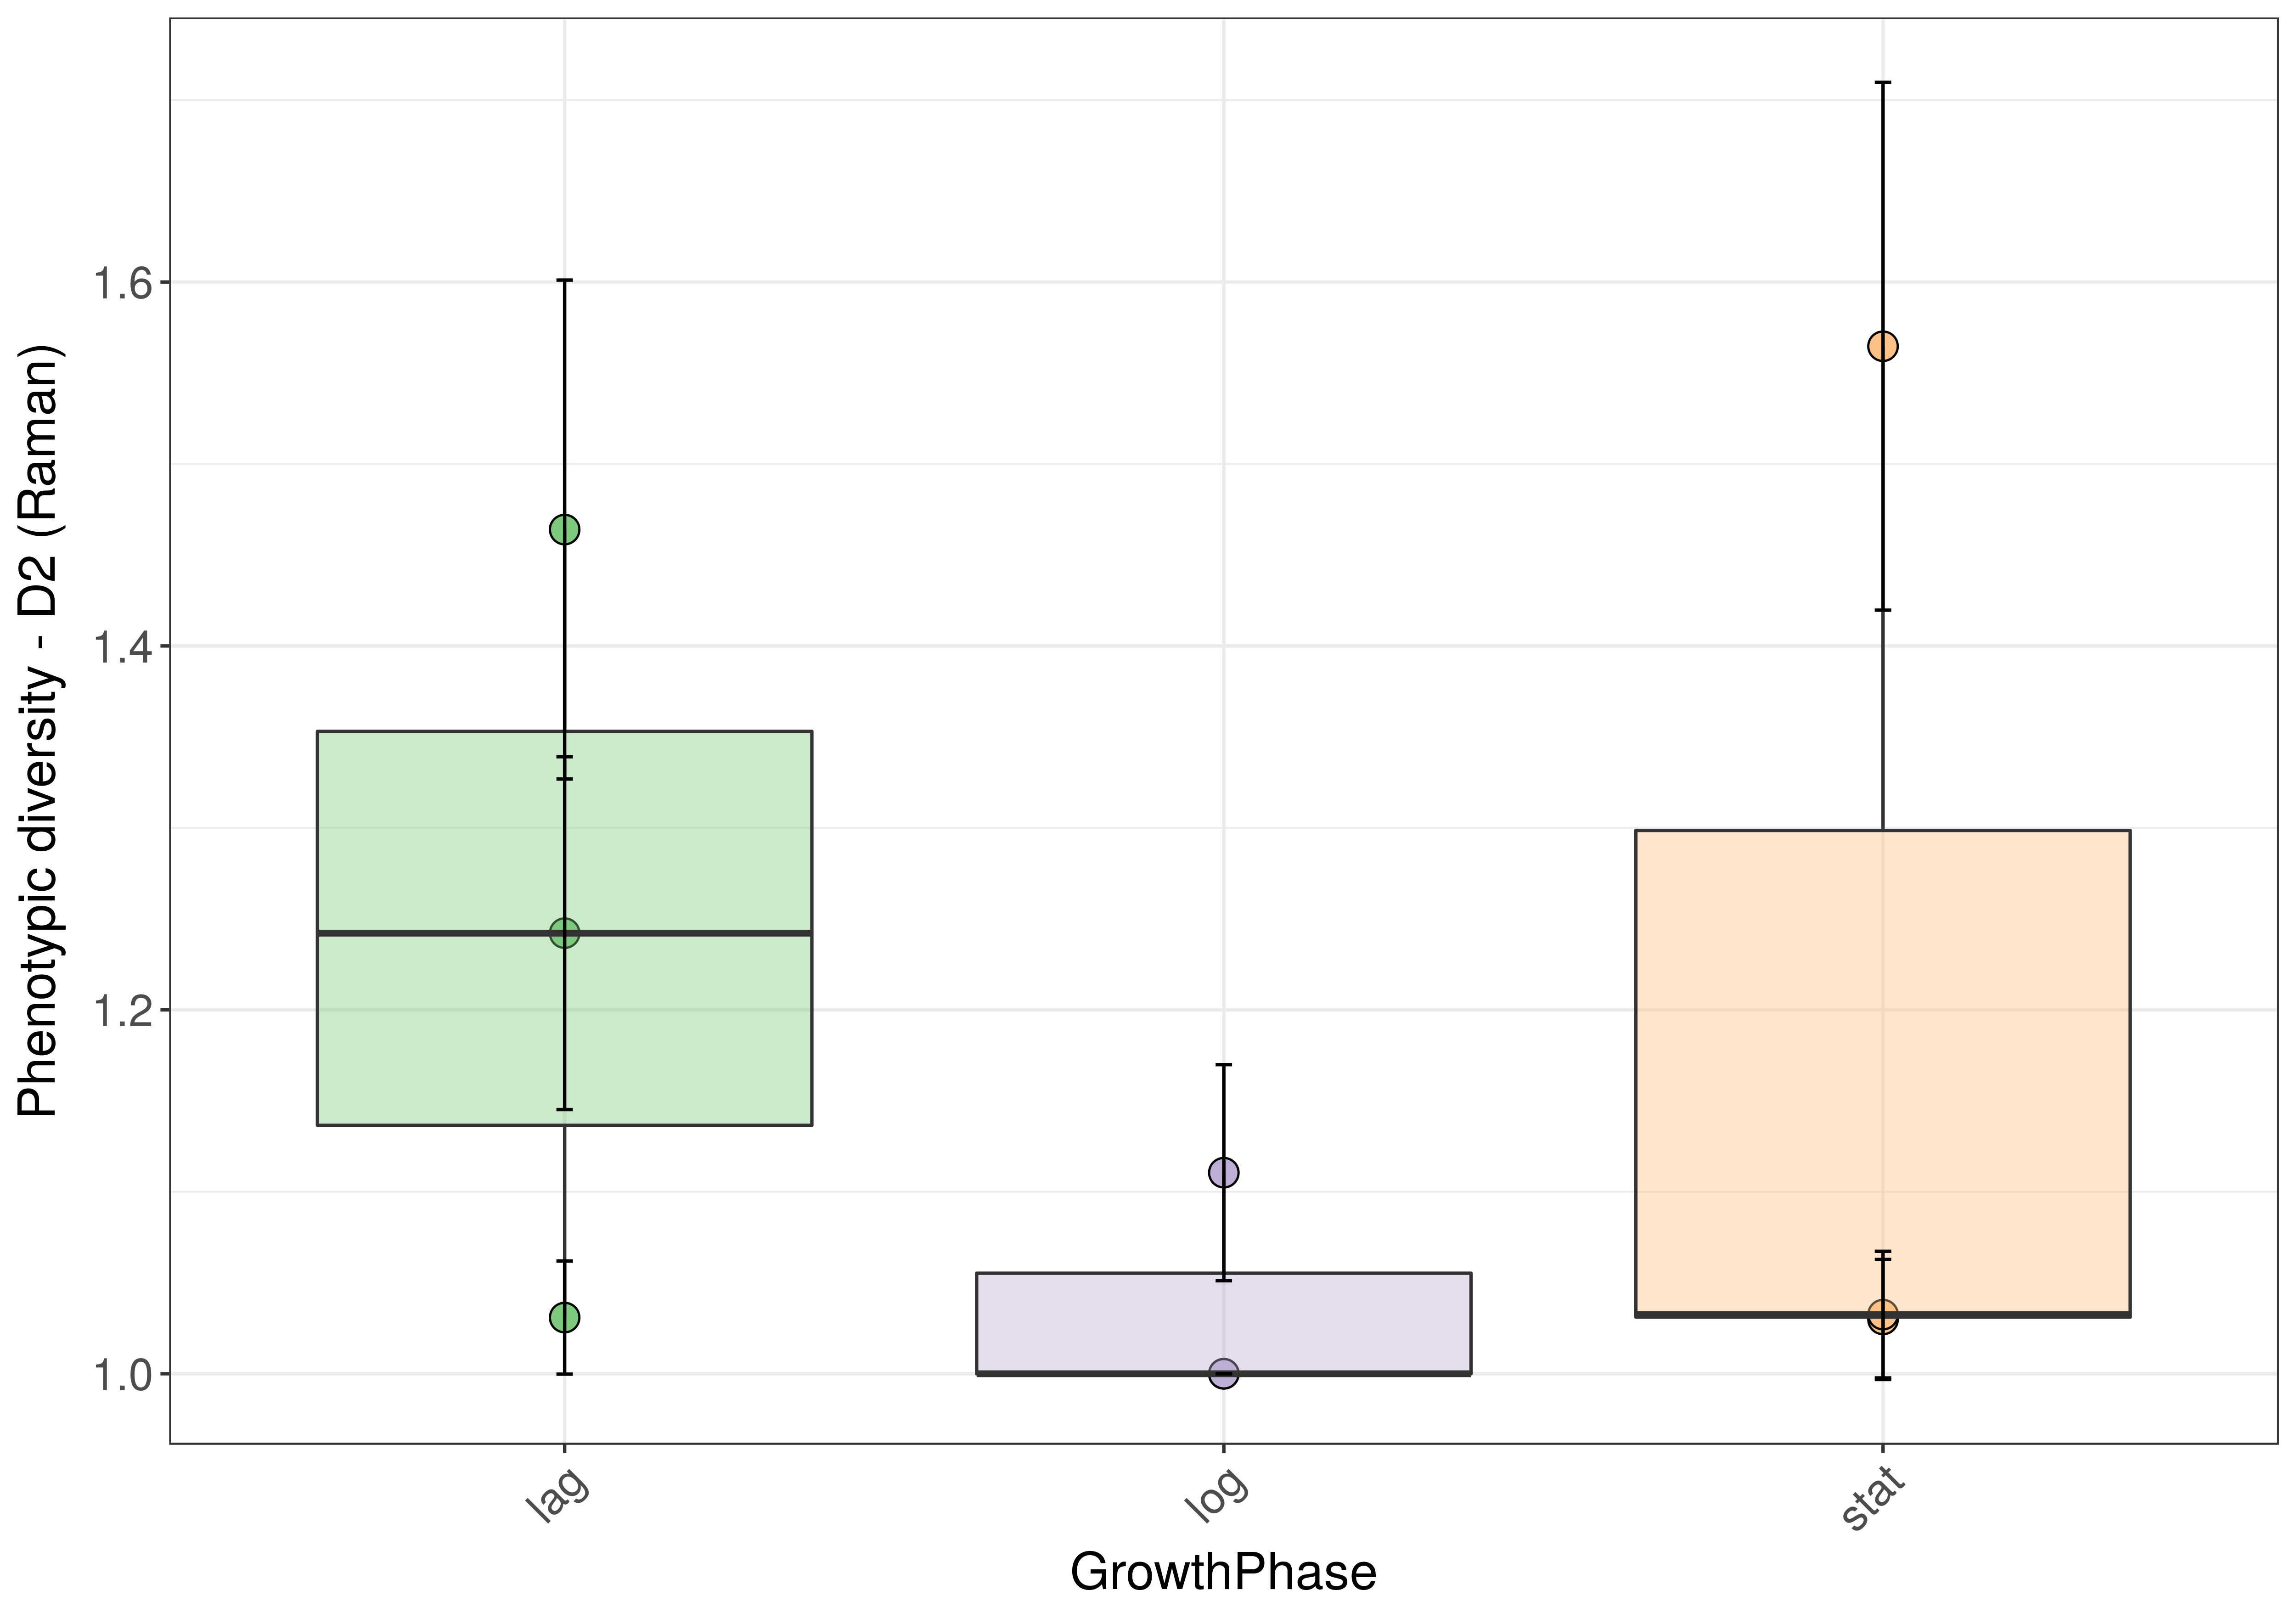 Phenotypic diversity - D2 (Raman)
1.6
1.4
1.2
1.0
lag
log
stat
GrowthPhase